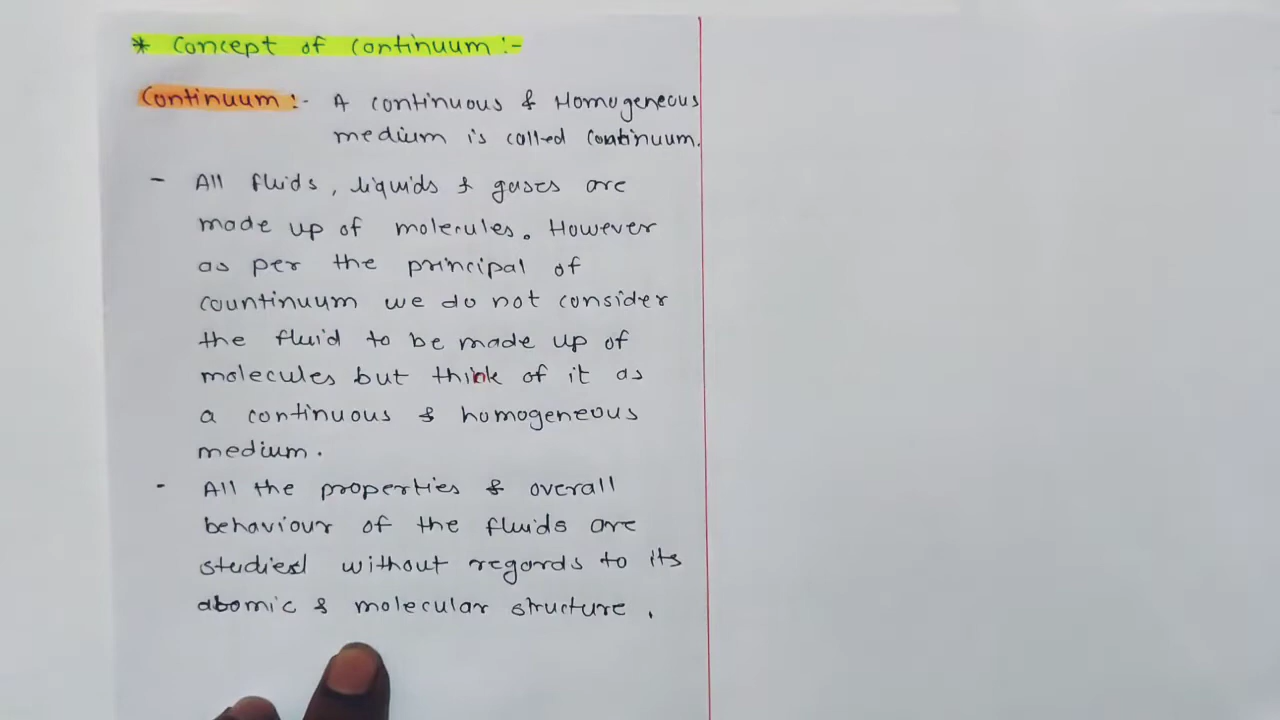 * Concept of Continuum :-
Continuum :- A continuous & Homogeneous
medium is called Continuum.
- All fluids, liquids & gases are
made up of molecules. However
as per the principal of
countinuum we do not consider
the fluid to be made up of
molecules but think of it as
a continuous & homogeneous
medium.
- All the properties & overall
behaviour of the fluids are
studied without regards to its
atomic & molecular structure.